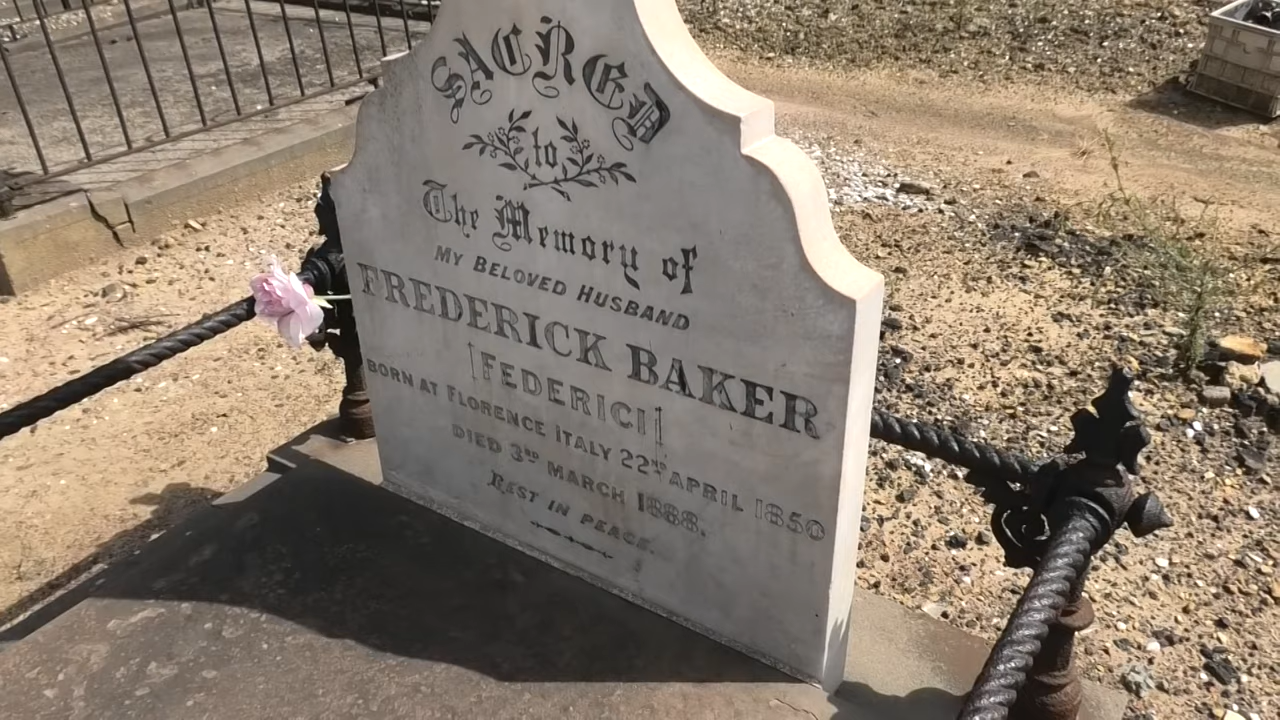 SACRED
to
The Memory of
MY BELOVED HUSBAND
FREDERICK BAKER
[FEDERICI]
BORN AT FLORENCE ITALY 22ND APRIL 1850
DIED 3RD MARCH 1888.
REST IN PEACE.